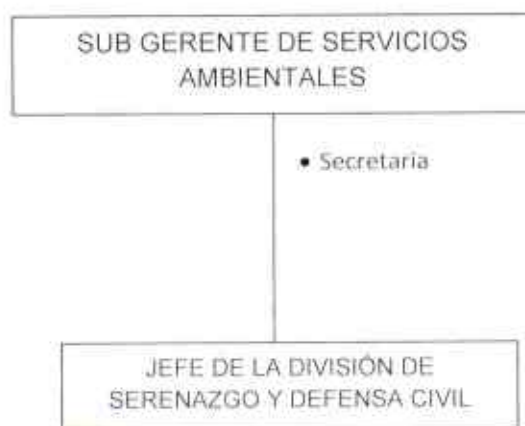 SUB GERENTE DE SERVICIOS
AMBIENTALES
• Secretaria
JEFE DE LA DIVISIÓN DE
SERENAZGO Y DEFENSA CIVIL